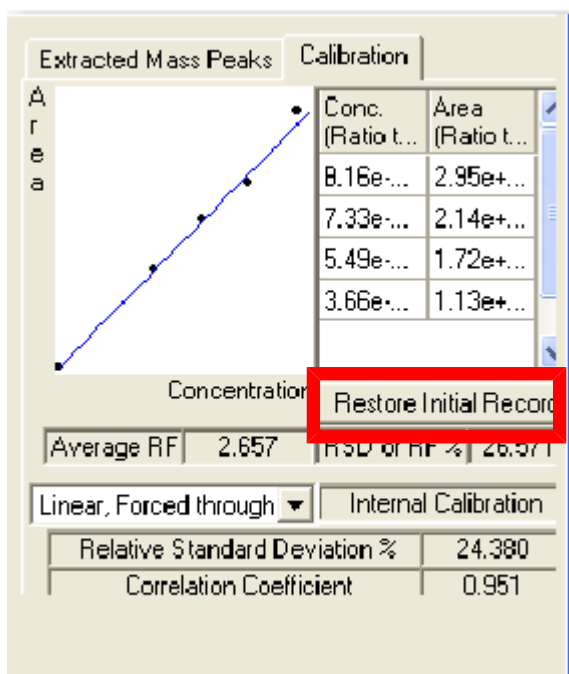 Extracted Mass Peaks Calibration
Area
Conc. Area
(Ratio t... (Ratio t...
8.16e-... 2.95e+...
7.33e-... 2.14e+...
5.49e-... 1.72e+...
3.66e-... 1.13e+...
Concentration
Restore Initial Record
Average RF 2.657 RSD of RF % 26.571
Linear, Forced through Internal Calibration
Relative Standard Deviation % 24.380
Correlation Coefficient 0.951